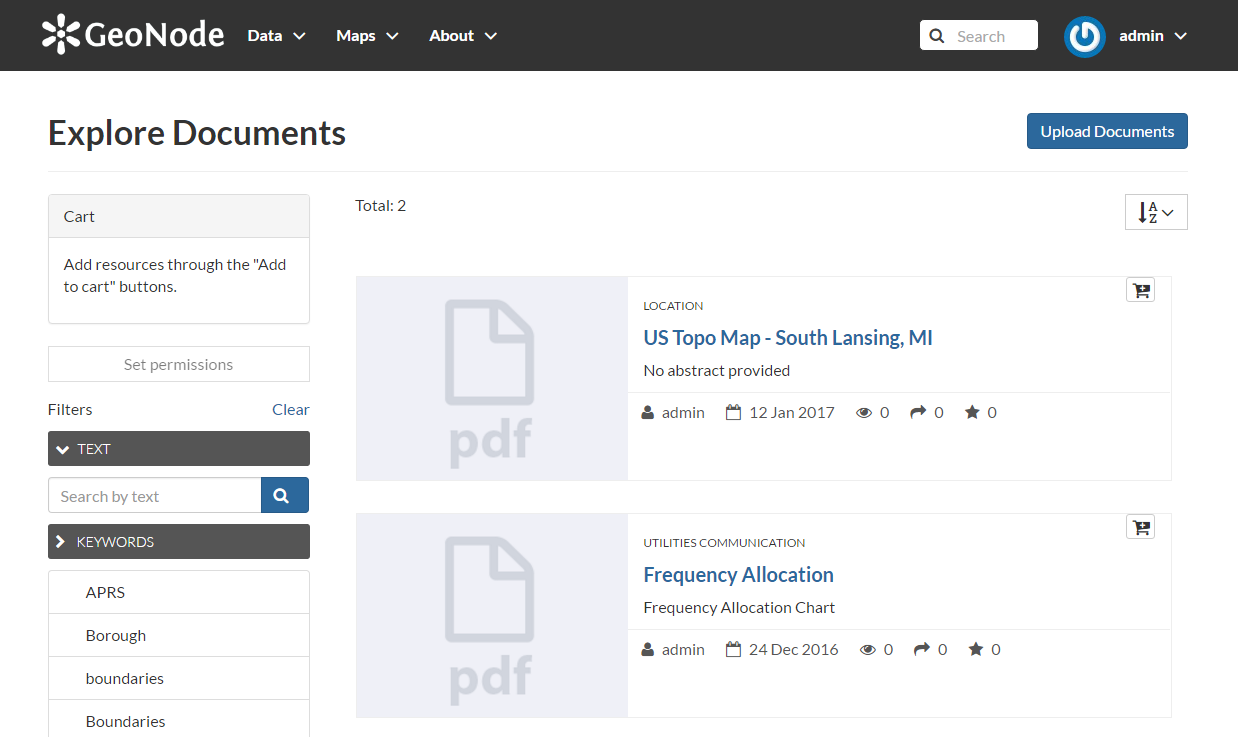 GeoNode Data Maps About Search admin
Explore Documents
Upload Documents
Cart
Add resources through the "Add
to cart" buttons.
Set permissions
Filters Clear
TEXT
Search by text
KEYWORDS
APRS
Borough
boundaries
Boundaries
Total: 2
A
Z
pdf
LOCATION
US Topo Map - South Lansing, MI
No abstract provided
admin 12 Jan 2017 0 0 0
pdf
UTILITIES COMMUNICATION
Frequency Allocation
Frequency Allocation Chart
admin 24 Dec 2016 0 0 0